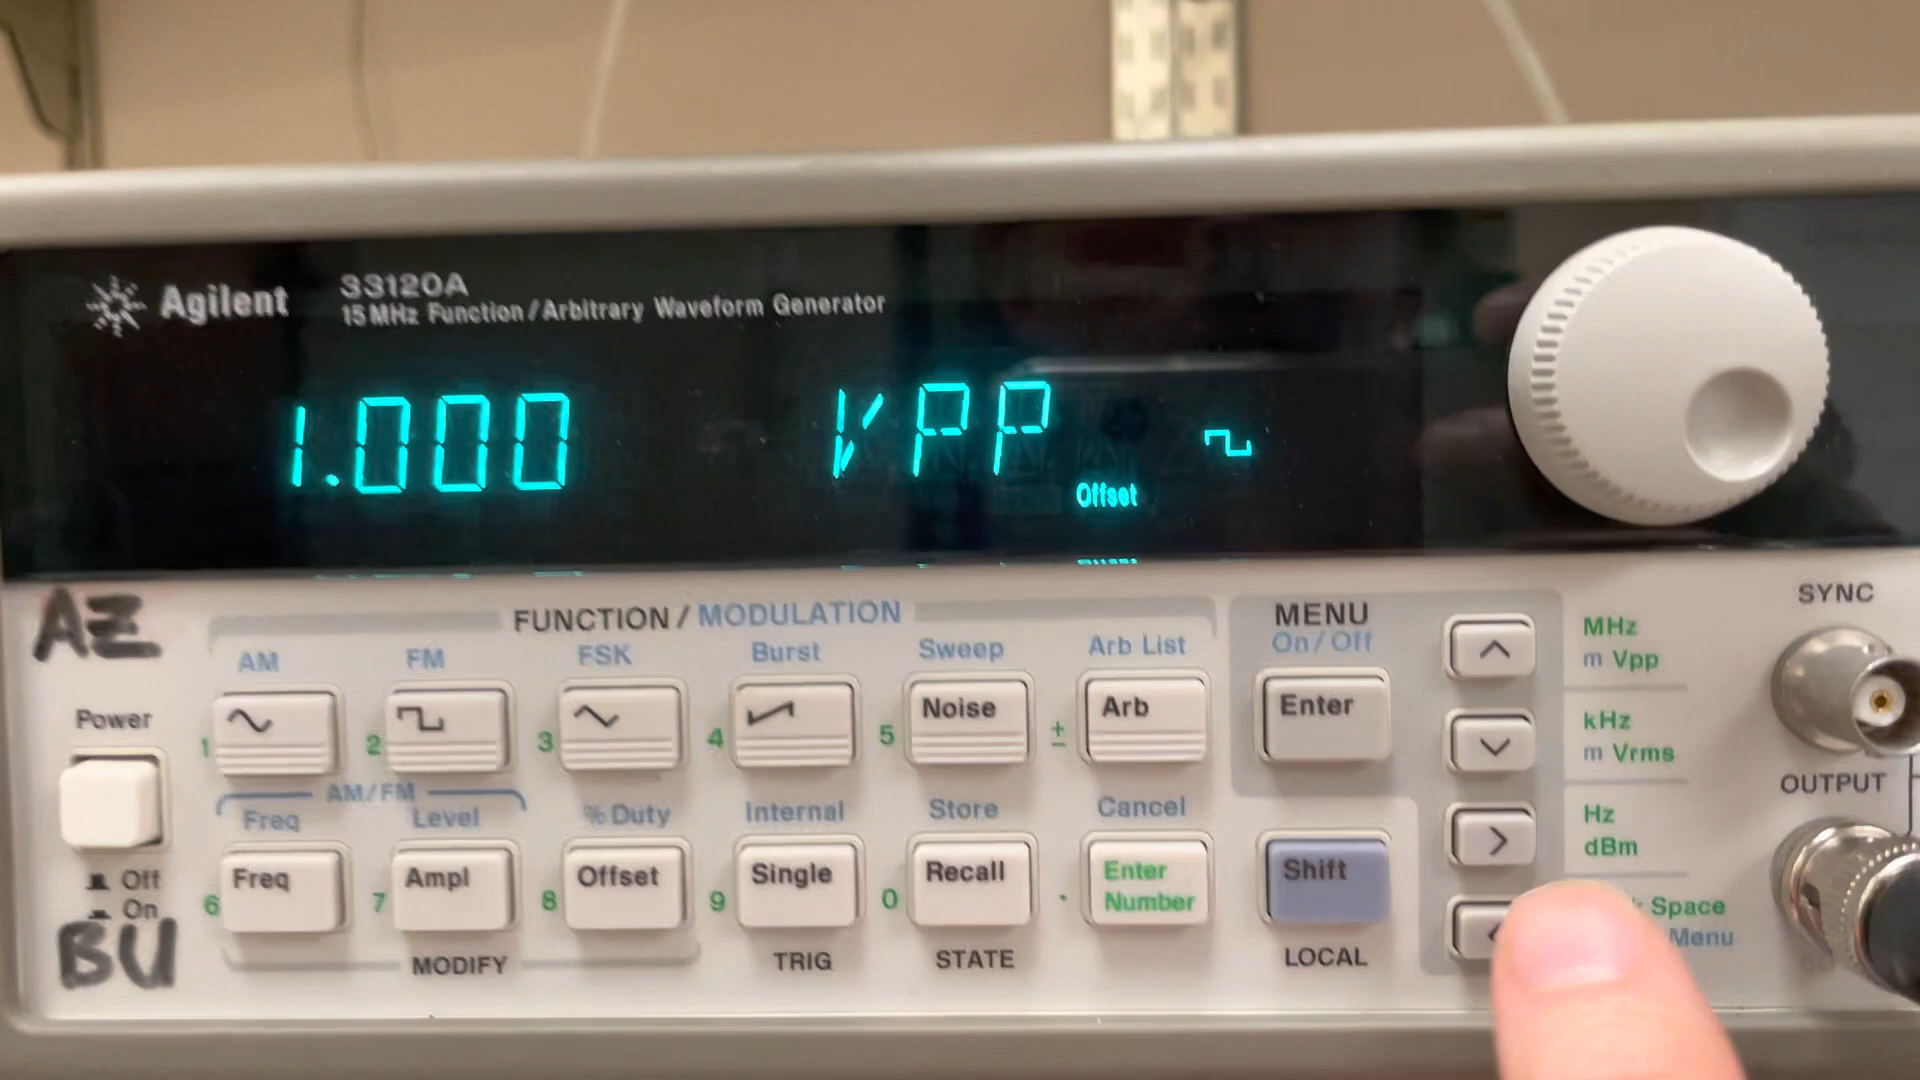 Agilent
33120A
15 MHz Function / Arbitrary Waveform Generator
1.000 VPP
Offset
AZ
FUNCTION / MODULATION
MENU
On / Off
SYNC
MHz
m Vpp
AM FM FSK Burst Sweep Arb List
Power
1 2 3 4 5 Noise ± Arb
Enter
kHz
m Vrms
AM/FM
OUTPUT
Freq Level % Duty Internal Store Cancel
Hz
dBm
Off
On
6 Freq 7 Ampl 8 Offset 9 Single 0 Recall . Enter Number
Shift
Space
Menu
BU
MODIFY TRIG STATE LOCAL